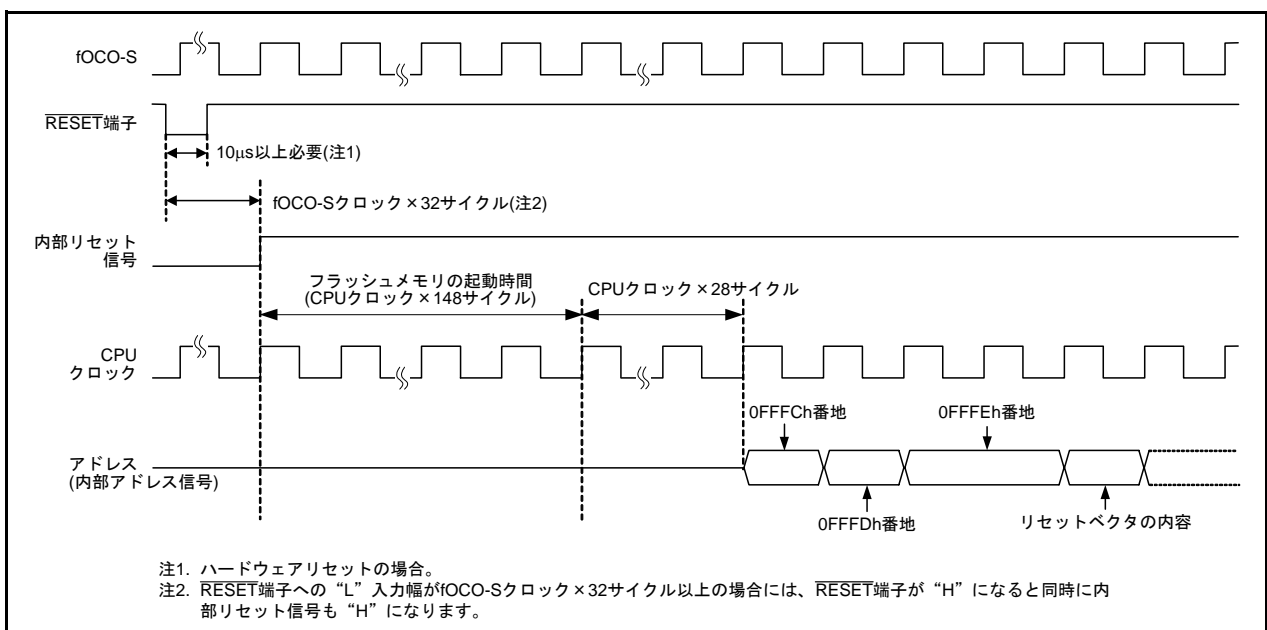 fOCO-S
RESET端子
10μs以上必要(注1)
fOCO-Sクロック×32サイクル(注2)
内部リセット
信号
フラッシュメモリの起動時間
(CPUクロック×148サイクル)
CPUクロック×28サイクル
CPU
クロック
0FFFCh番地
0FFFEh番地
アドレス
(内部アドレス信号)
0FFFDh番地
リセットベクタの内容
注1. ハードウェアリセットの場合。
注2. RESET端子への“L”入力幅がfOCO-Sクロック×32サイクル以上の場合には、RESET端子が“H”になると同時に内
部リセット信号も“H”になります。